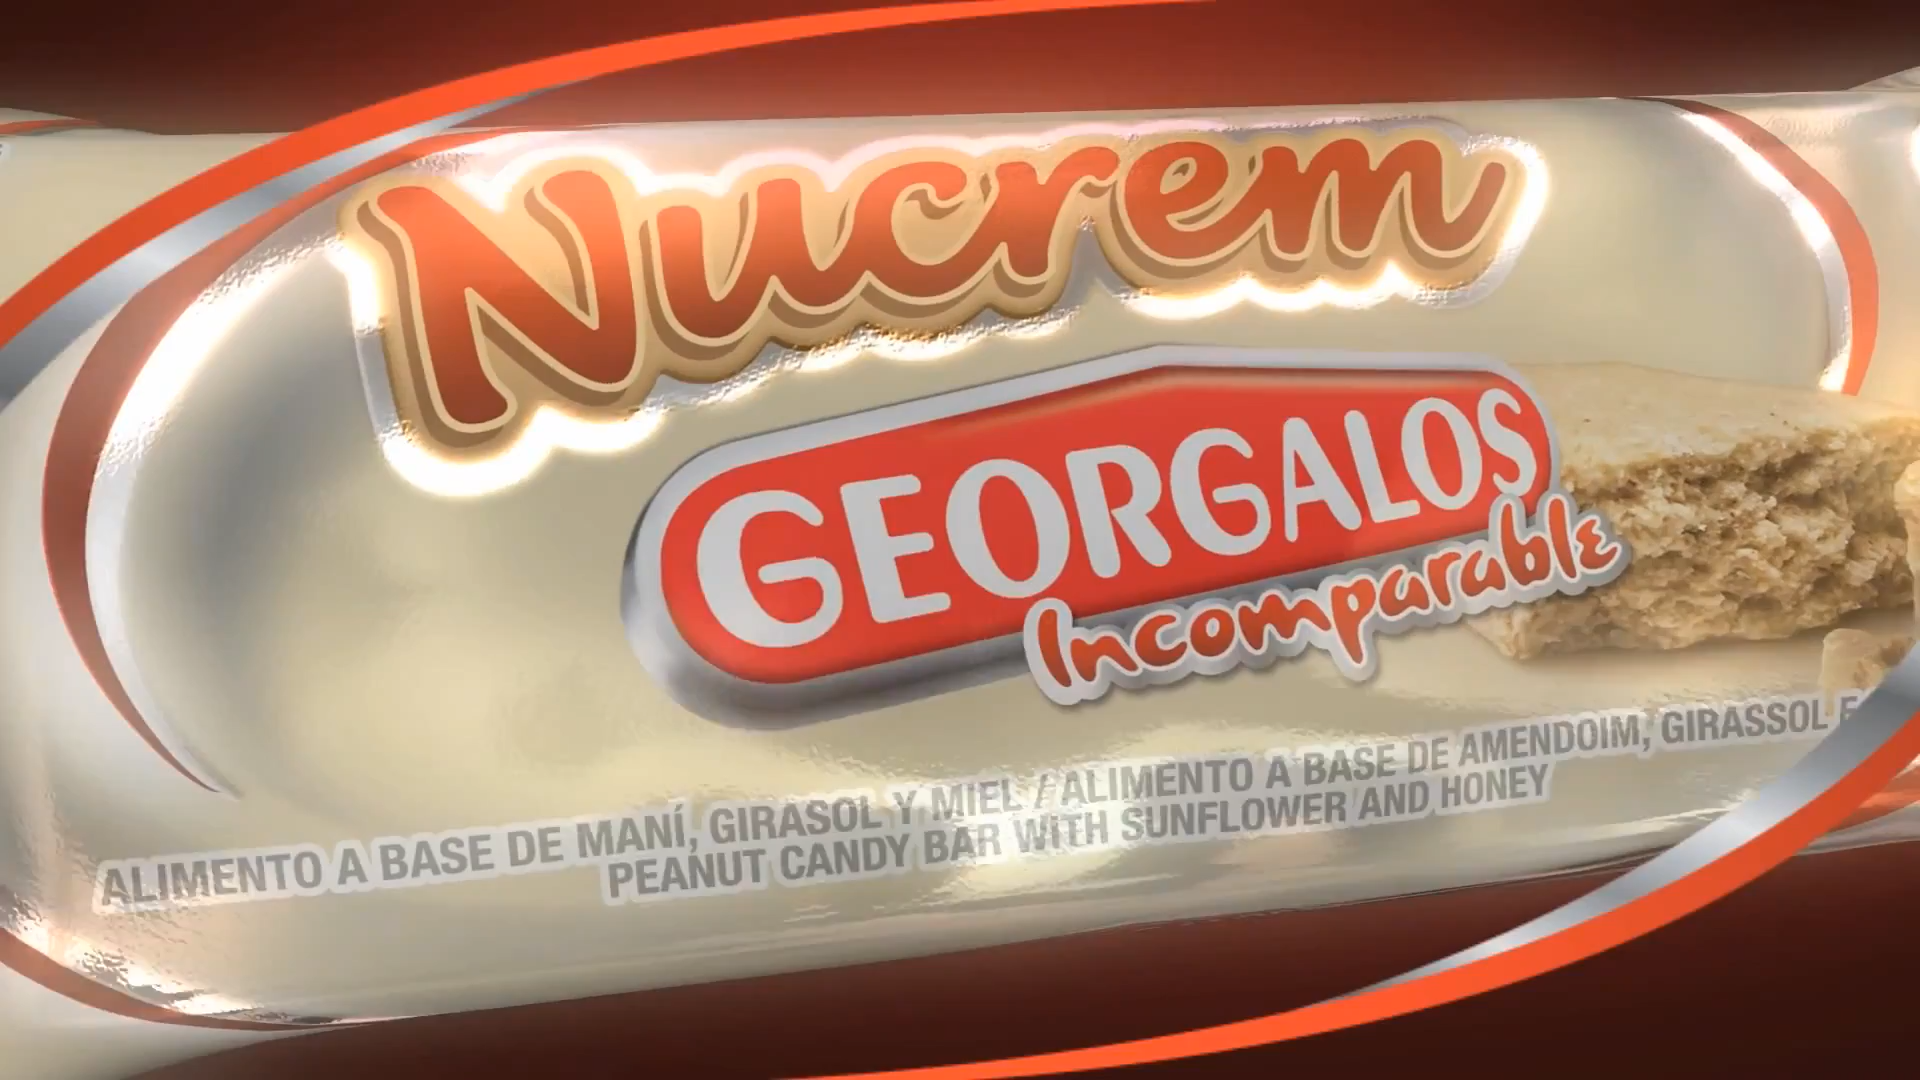 Nucrem
GEORGALOS
Incomparable
ALIMENTO A BASE DE MANÍ, GIRASOL Y MIEL / ALIMENTO A BASE DE AMENDOIM, GIRASSOL E
PEANUT CANDY BAR WITH SUNFLOWER AND HONEY